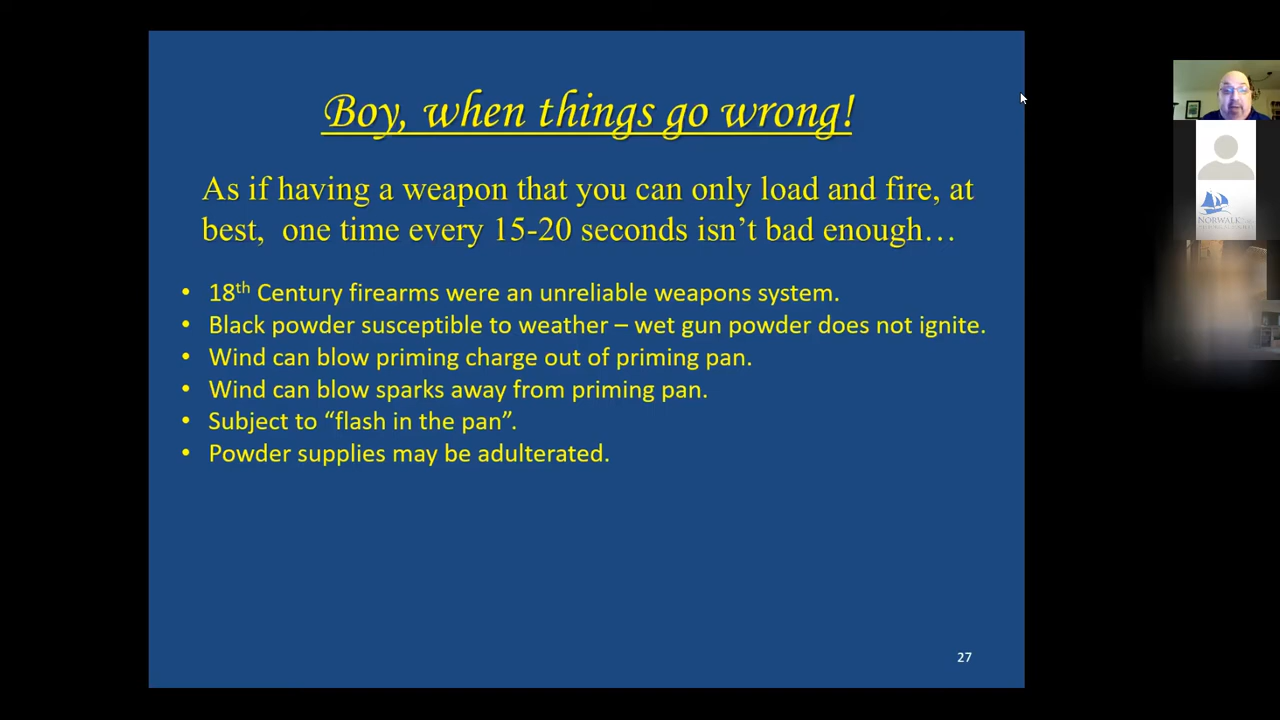 Boy, when things go wrong!
As if having a weapon that you can only load and fire, at
best, one time every 15-20 seconds isn’t bad enough…
• 18th Century firearms were an unreliable weapons system.
• Black powder susceptible to weather – wet gun powder does not ignite.
• Wind can blow priming charge out of priming pan.
• Wind can blow sparks away from priming pan.
• Subject to “flash in the pan”.
• Powder supplies may be adulterated.
27
NORWALK